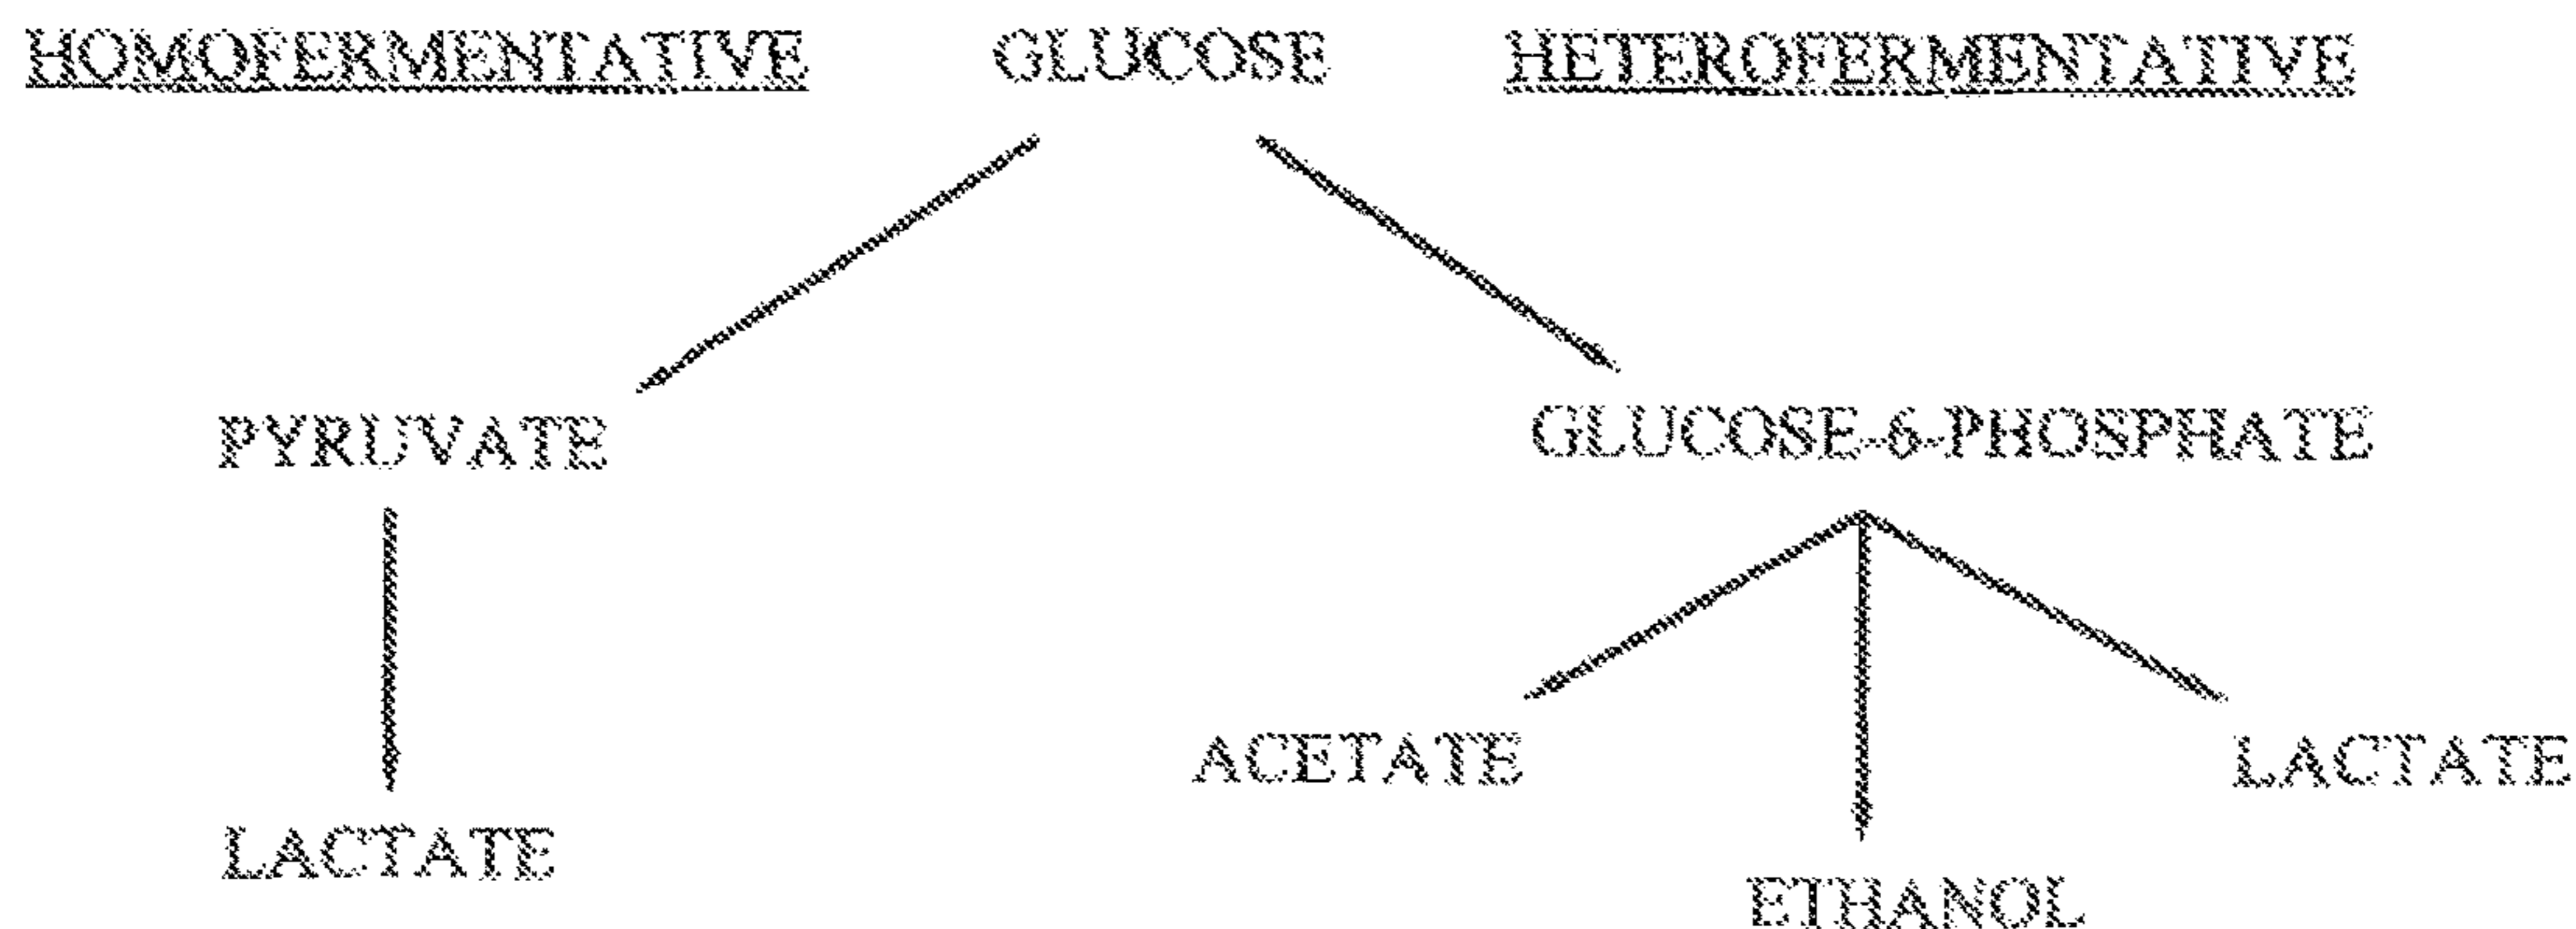 HOMOFERMENTATIVE GLUCOSE HETEROFERMENTATIVE
PYRUVATE GLUCOSE-6-PHOSPHATE
ACETATE LACTATE
LACTATE
ETHANOL